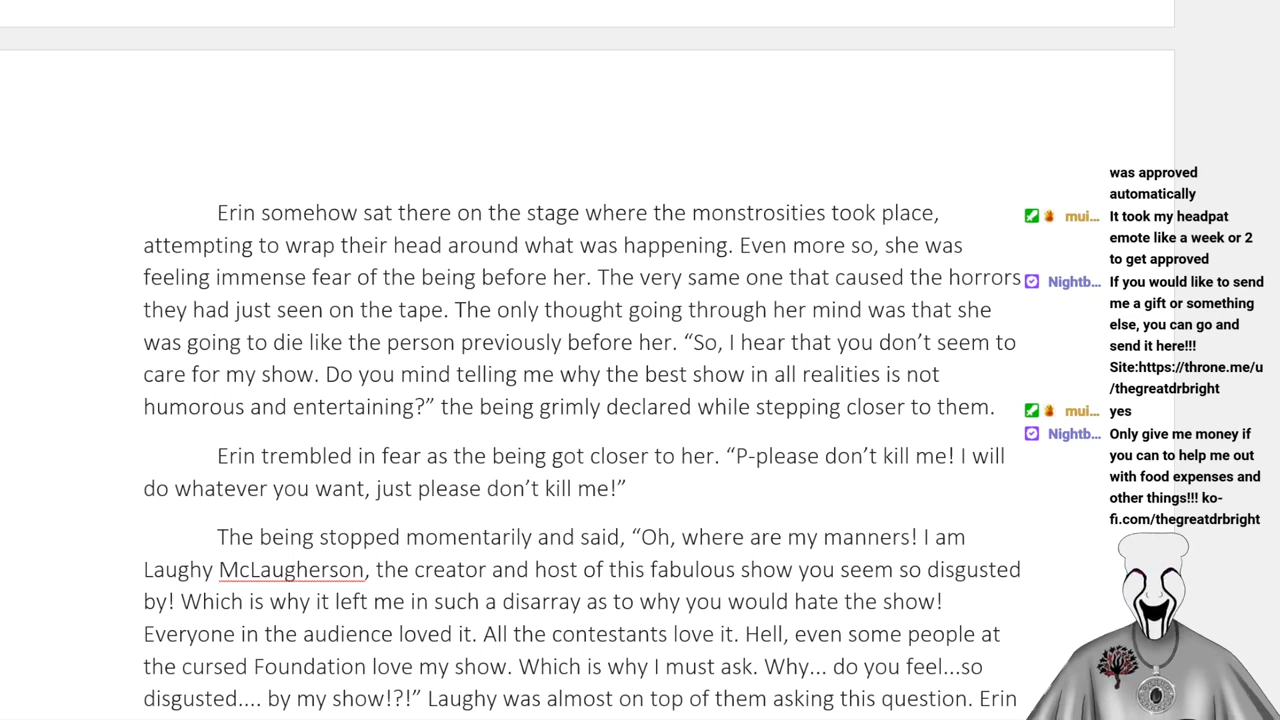 Erin somehow sat there on the stage where the monstrosities took place,
attempting to wrap their head around what was happening. Even more so, she was
feeling immense fear of the being before her. The very same one that caused the horrors
they had just seen on the tape. The only thought going through her mind was that she
was going to die like the person previously before her. “So, I hear that you don’t seem to
care for my show. Do you mind telling me why the best show in all realities is not
humorous and entertaining?” the being grimly declared while stepping closer to them.
Erin trembled in fear as the being got closer to her. “P-please don’t kill me! I will
do whatever you want, just please don’t kill me!”
The being stopped momentarily and said, “Oh, where are my manners! I am
Laughy McLaugherson, the creator and host of this fabulous show you seem so disgusted
by! Which is why it left me in such a disarray as to why you would hate the show!
Everyone in the audience loved it. All the contestants love it. Hell, even some people at
the cursed Foundation love my show. Which is why I must ask. Why... do you feel...so
disgusted.... by my show!?!” Laughy was almost on top of them asking this question. Erin
was approved
automatically
mui... It took my headpat
emote like a week or 2
to get approved
Nightb... If you would like to send
me a gift or something
else, you can go and
send it here!!!
Site:https://throne.me/u
/thegreatdrbright
mui... yes
Nightb... Only give me money if
you can to help me out
with food expenses and
other things!!! ko-
fi.com/thegreatdrbright